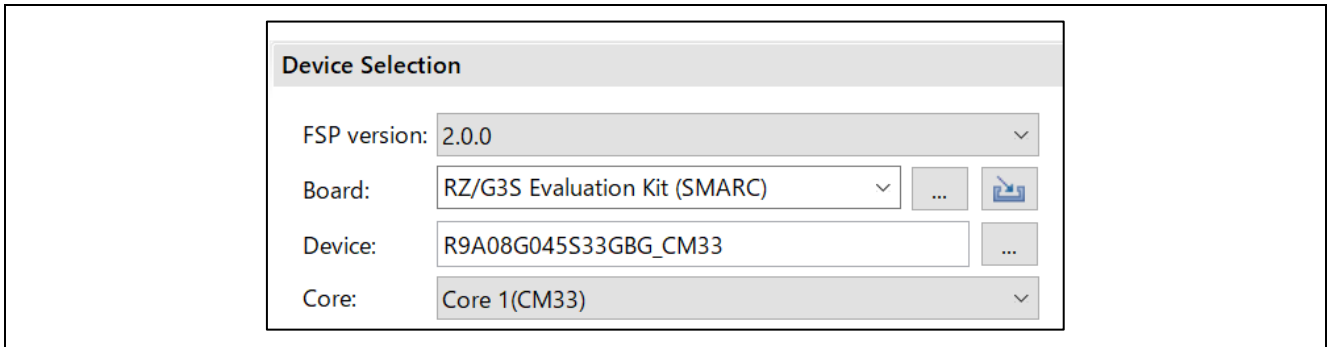 Device Selection
FSP version: 2.0.0
Board: RZ/G3S Evaluation Kit (SMARC) ...
Device: R9A08G045S33GBG_CM33 ...
Core: Core 1(CM33)